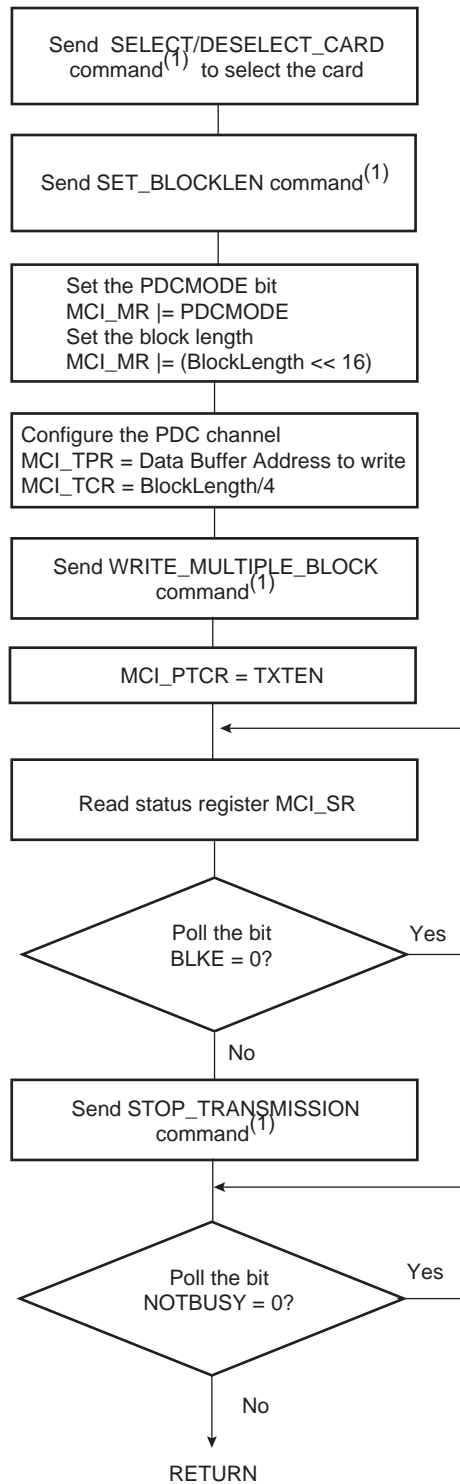 Send SELECT/DESELECT_CARD
command(1) to select the card
Send SET_BLOCKLEN command(1)
Set the PDCMODE bit
MCI_MR |= PDCMODE
Set the block length
MCI_MR |= (BlockLength << 16)
Configure the PDC channel
MCI_TPR = Data Buffer Address to write
MCI_TCR = BlockLength/4
Send WRITE_MULTIPLE_BLOCK
command(1)
MCI_PTCR = TXTEN
Read status register MCI_SR
Poll the bit
BLKE = 0?
Yes
No
Send STOP_TRANSMISSION
command(1)
Poll the bit
NOTBUSY = 0?
Yes
No
RETURN